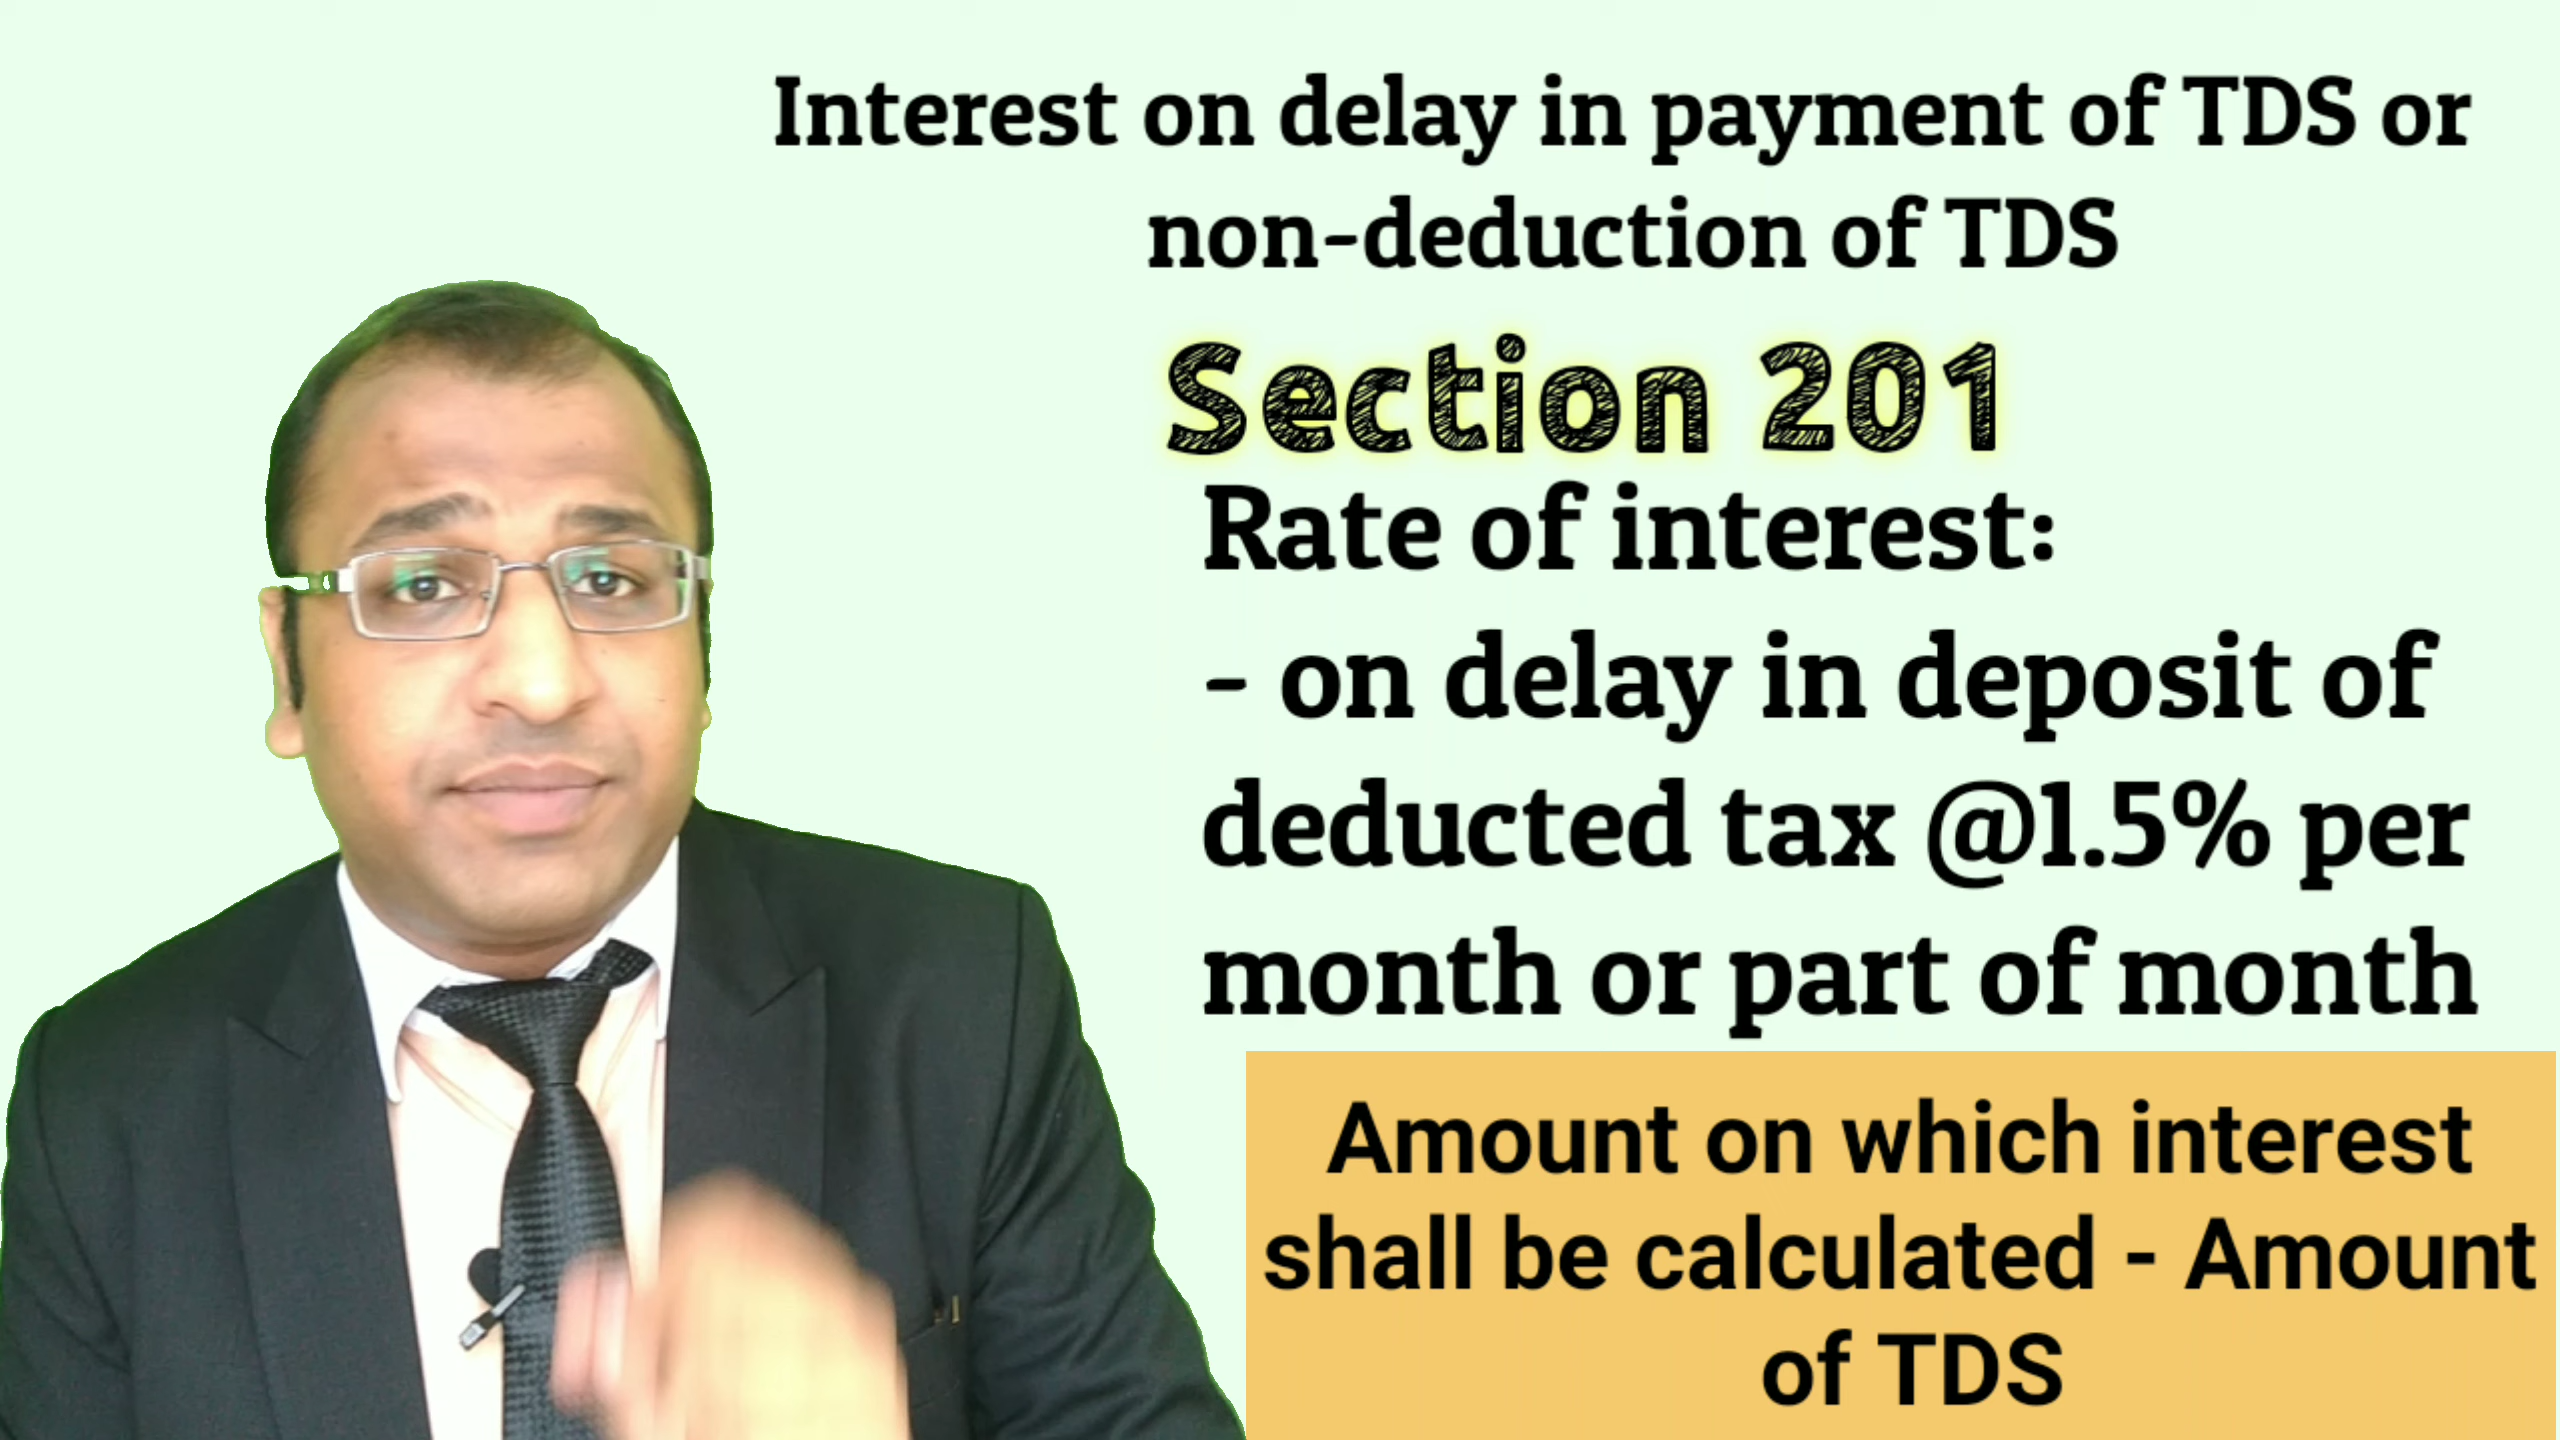 Interest on delay in payment of TDS or
non-deduction of TDS
Section 201
Rate of interest:
- on delay in deposit of
deducted tax @1.5% per
month or part of month
Amount on which interest
shall be calculated - Amount
of TDS